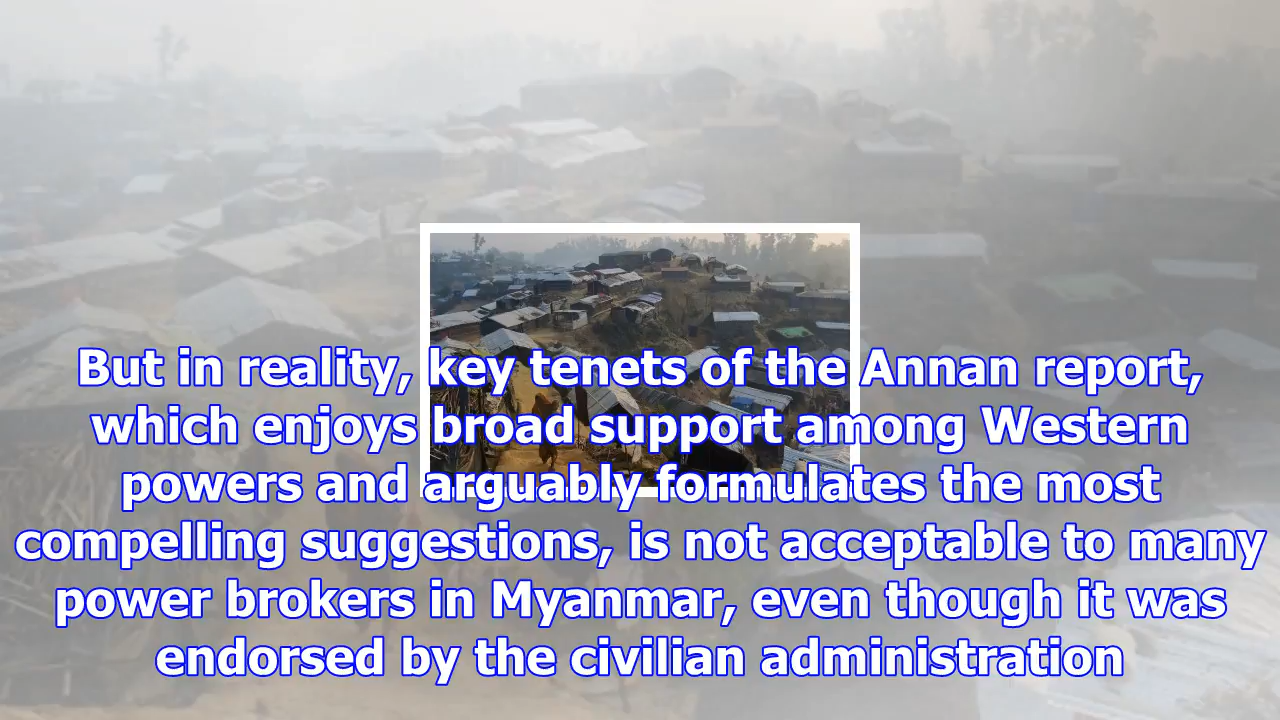 But in reality, key tenets of the Annan report,
which enjoys broad support among Western
powers and arguably formulates the most
compelling suggestions, is not acceptable to many
power brokers in Myanmar, even though it was
endorsed by the civilian administration